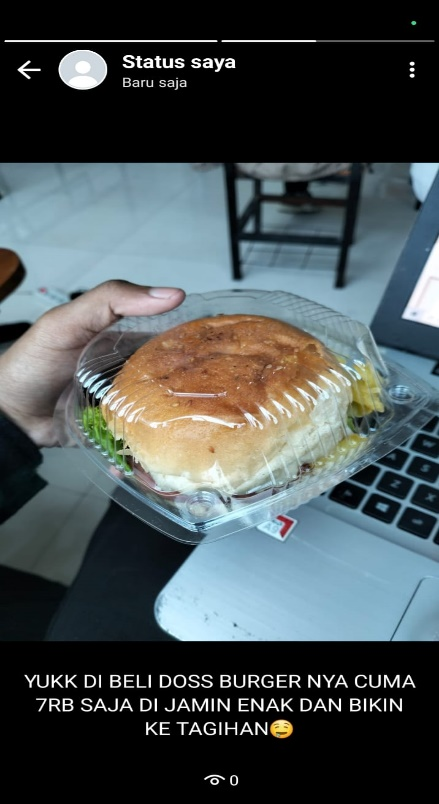 Status saya
Baru saja
YUKK DI BELI DOSS BURGER NYA CUMA
7RB SAJA DI JAMIN ENAK DAN BIKIN
KE TAGIHAN🤤
0